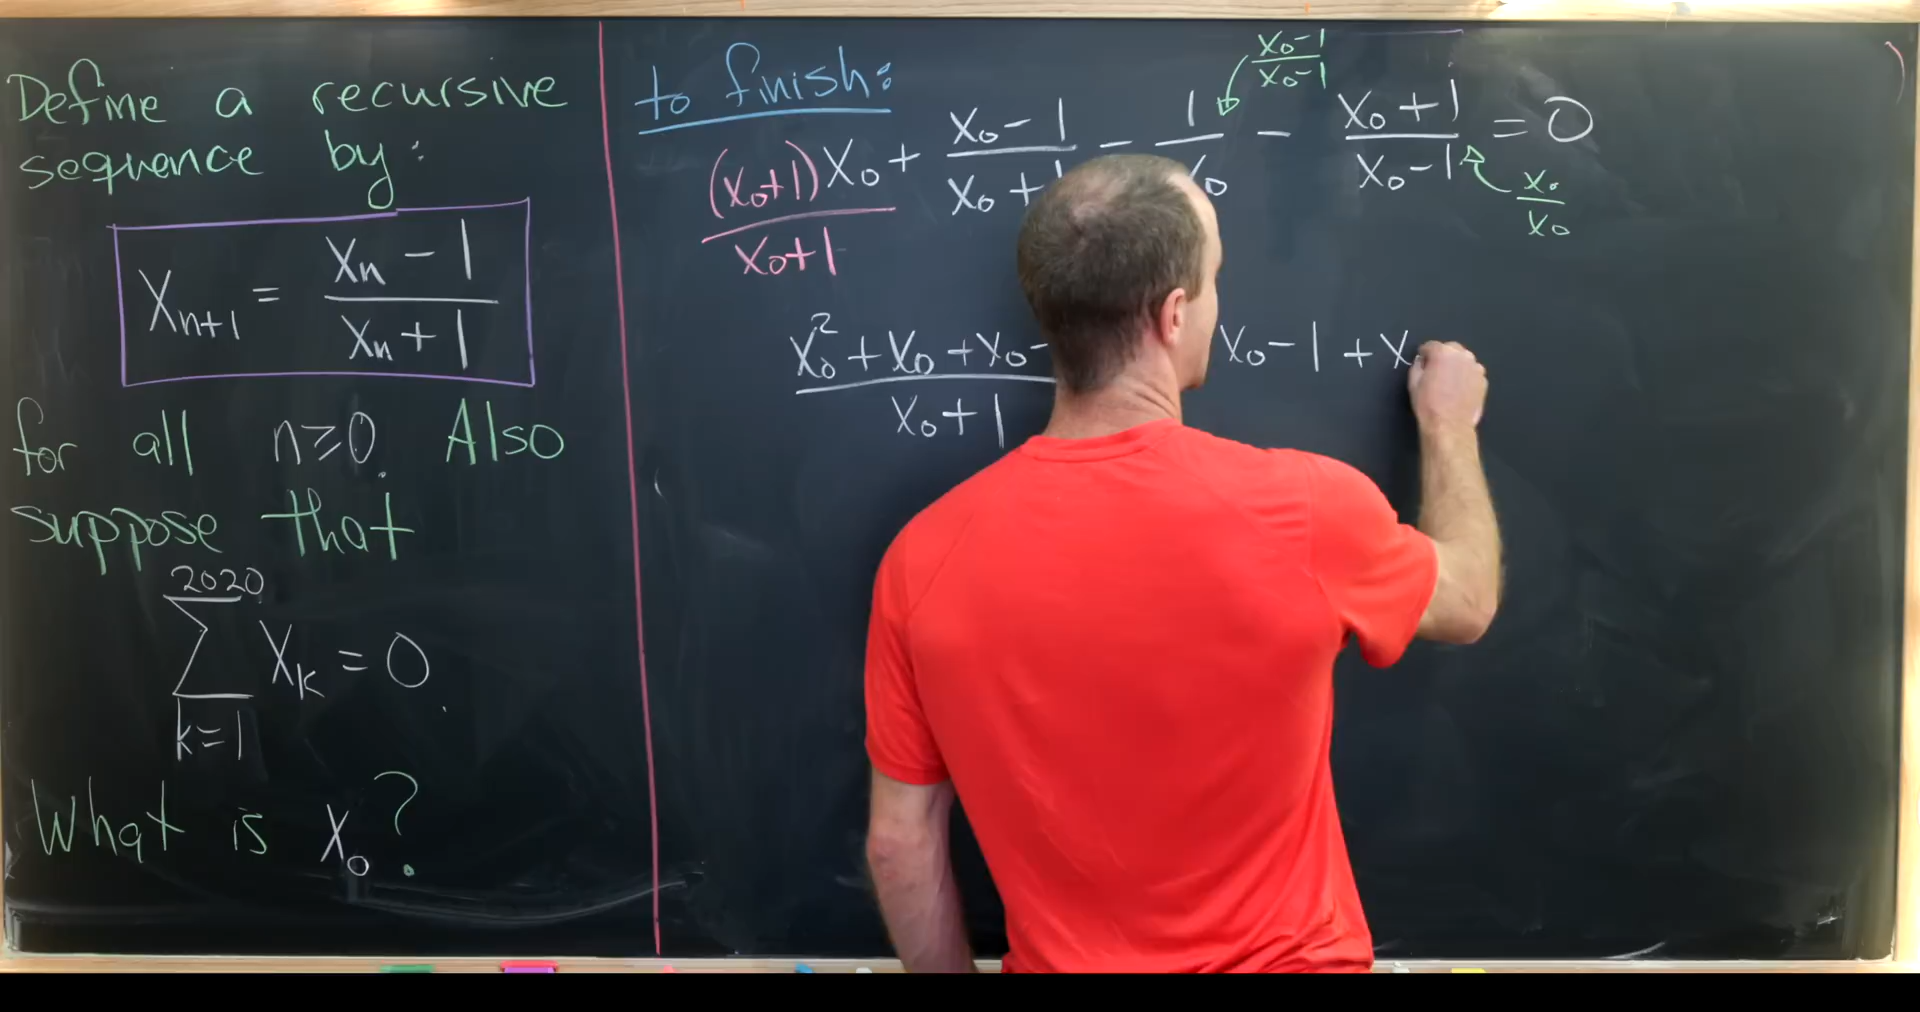 Define a recursive
sequence by:
Xn+1 = (Xn - 1)/(Xn + 1)
for all n≥0. Also
suppose that
2020
∑ Xk = 0
k=1
What is X0?
to finish:
(X0+1)/(X0+1) X0 + (X0 - 1)/(X0 + 1) - 1/X0 - (X0 + 1)/(X0 - 1) = 0
(X0-1)/(X0-1)
X0/X0
X0² + X0 + X0 - X0 - 1 + X
X0 + 1